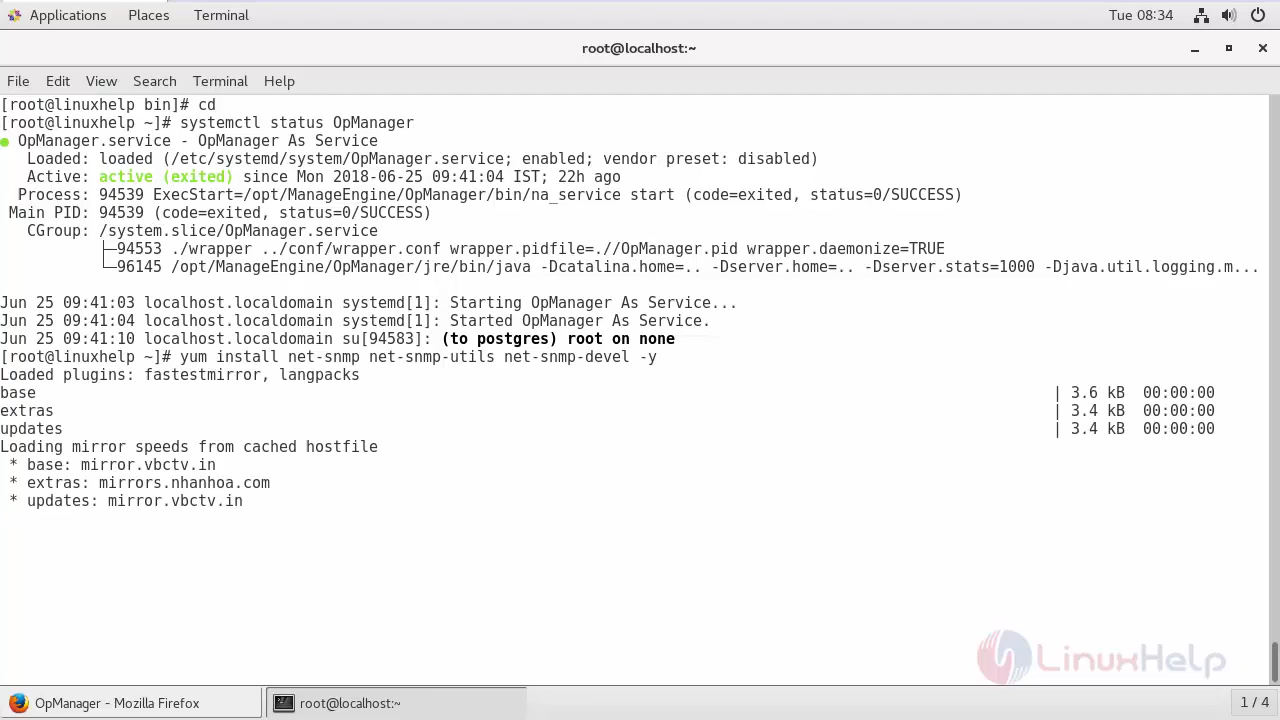 Applications Places Terminal Tue 08:34
root@localhost:~
File Edit View Search Terminal Help
[root@linuxhelp bin]# cd
[root@linuxhelp ~]# systemctl status OpManager
● OpManager.service - OpManager As Service
   Loaded: loaded (/etc/systemd/system/OpManager.service; enabled; vendor preset: disabled)
   Active: active (exited) since Mon 2018-06-25 09:41:04 IST; 22h ago
  Process: 94539 ExecStart=/opt/ManageEngine/OpManager/bin/na_service start (code=exited, status=0/SUCCESS)
 Main PID: 94539 (code=exited, status=0/SUCCESS)
   CGroup: /system.slice/OpManager.service
           ├─94553 ./wrapper ../conf/wrapper.conf wrapper.pidfile=.//OpManager.pid wrapper.daemonize=TRUE
           └─96145 /opt/ManageEngine/OpManager/jre/bin/java -Dcatalina.home=.. -Dserver.home=.. -Dserver.stats=1000 -Djava.util.logging.m...
Jun 25 09:41:03 localhost.localdomain systemd[1]: Starting OpManager As Service...
Jun 25 09:41:04 localhost.localdomain systemd[1]: Started OpManager As Service.
Jun 25 09:41:10 localhost.localdomain su[94583]: (to postgres) root on none
[root@linuxhelp ~]# yum install net-snmp net-snmp-utils net-snmp-devel -y
Loaded plugins: fastestmirror, langpacks
base | 3.6 kB 00:00:00
extras | 3.4 kB 00:00:00
updates | 3.4 kB 00:00:00
Loading mirror speeds from cached hostfile
 * base: mirror.vbctv.in
 * extras: mirrors.nhanhoa.com
 * updates: mirror.vbctv.in
LinuxHelp
OpManager - Mozilla Firefox root@localhost:~ 1 / 4